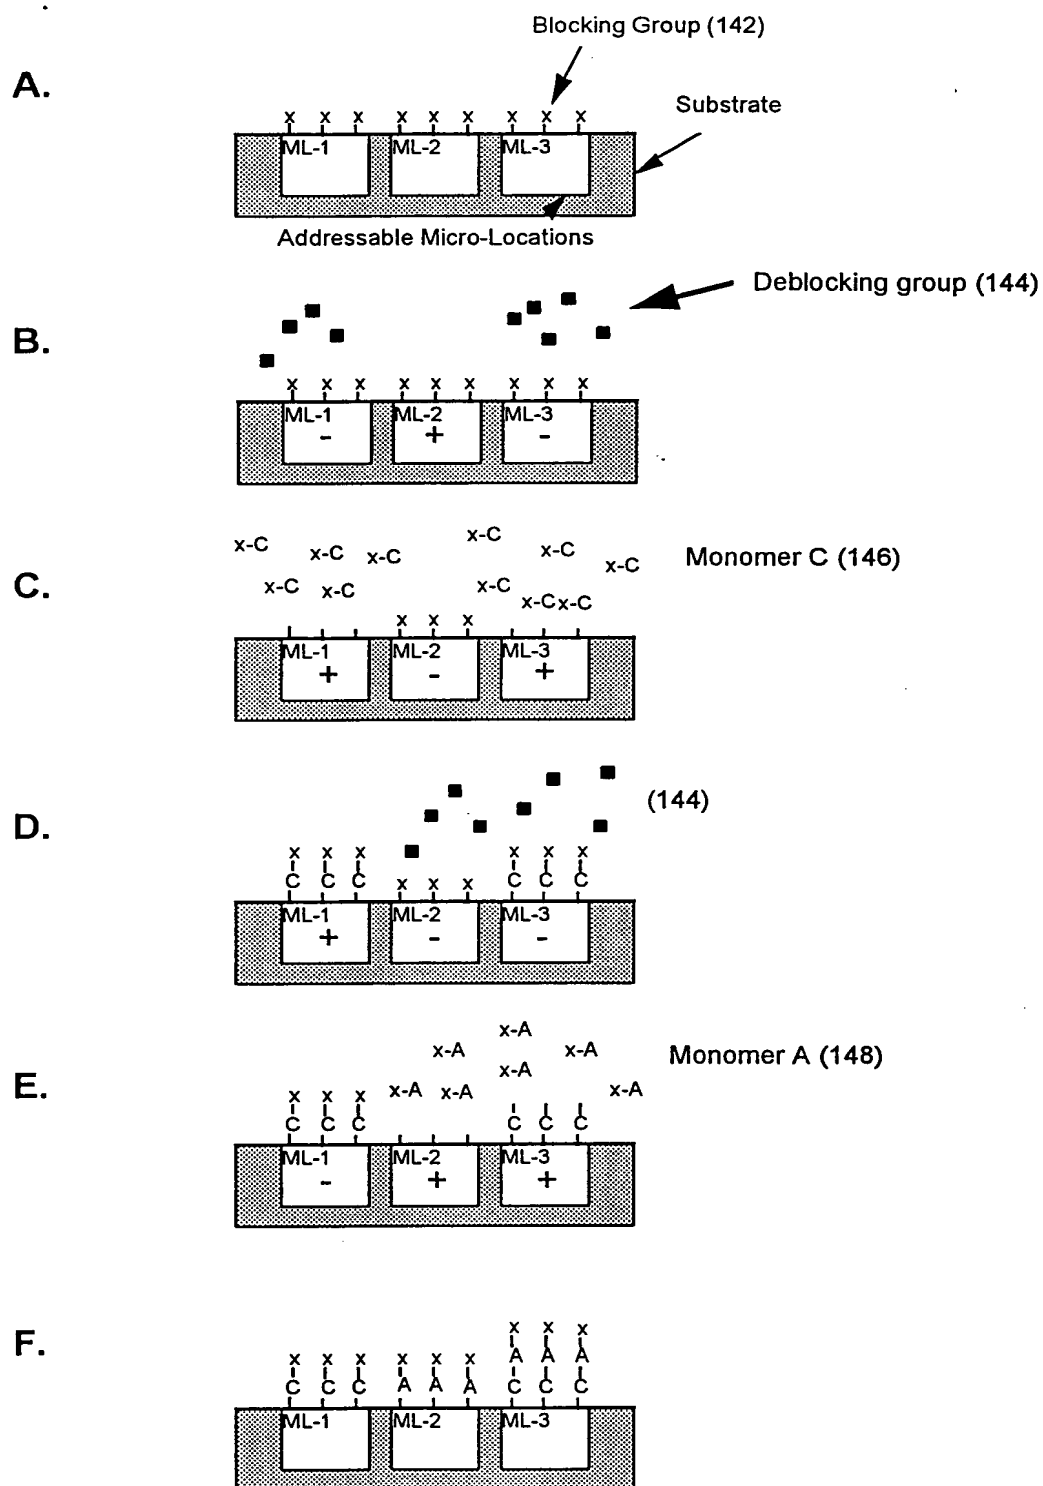 Blocking Group (142)
A.
Substrate
x x x x x x x x x
ML-1 ML-2 ML-3
Addressable Micro-Locations
Deblocking group (144)
B.
x x x x x x x x x
ML-1 ML-2 ML-3
- + -
x-C x-C x-C x-C x-C x-C
Monomer C (146)
C.
x-C x-C x-C x-C x-C
x x x
ML-1 ML-2 ML-3
+ - +
(144)
D.
x x x x x x
C C C x x x C C C
ML-1 ML-2 ML-3
+ - -
x-A
x-A x-A
Monomer A (148)
x-A
E.
x-A x-A x-A
x x x
C C C C C C
ML-1 ML-2 ML-3
- + +
F.
x x x
x x x x x x A A A
C C C A A A C C C
ML-1 ML-2 ML-3